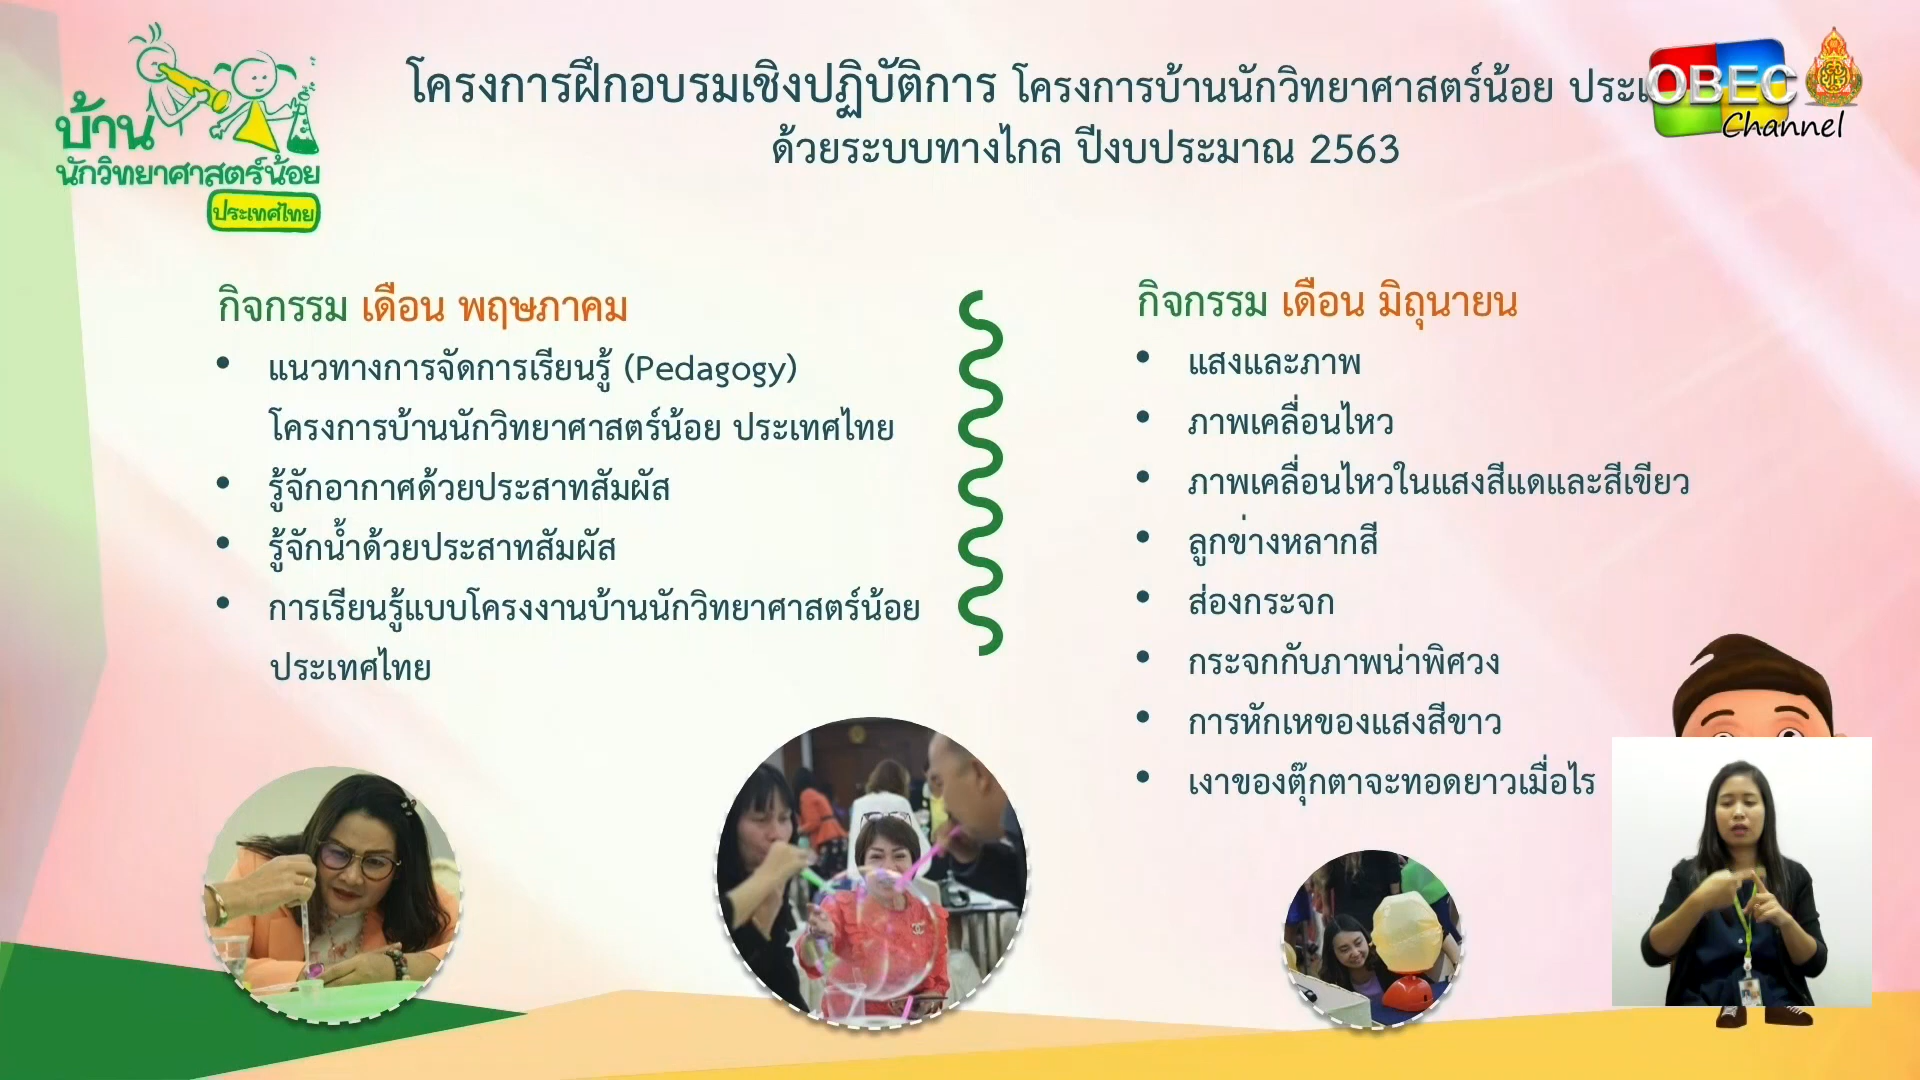 บ้าน
นักวิทยาศาสตร์น้อย
ประเทศไทย
โครงการฝึกอบรมเชิงปฏิบัติการ โครงการบ้านนักวิทยาศาสตร์น้อย
ด้วยระบบทางไกล ปีงบประมาณ 2563
OBEC
Channel
กิจกรรม เดือน พฤษภาคม
• แนวทางการจัดการเรียนรู้ (Pedagogy)
โครงการบ้านนักวิทยาศาสตร์น้อย ประเทศไทย
• รู้จักอากาศด้วยประสาทสัมผัส
• รู้จักน้ำด้วยประสาทสัมผัส
• การเรียนรู้แบบโครงงานบ้านนักวิทยาศาสตร์น้อย
ประเทศไทย
กิจกรรม เดือน มิถุนายน
• แสงและภาพ
• ภาพเคลื่อนไหว
• ภาพเคลื่อนไหวในแสงสีแดและสีเขียว
• ลูกข่างหลากสี
• ส่องกระจก
• กระจกกับภาพน่าพิศวง
• การหักเหของแสงสีขาว
• เงาของตุ๊กตาจะทอดยาวเมื่อไร